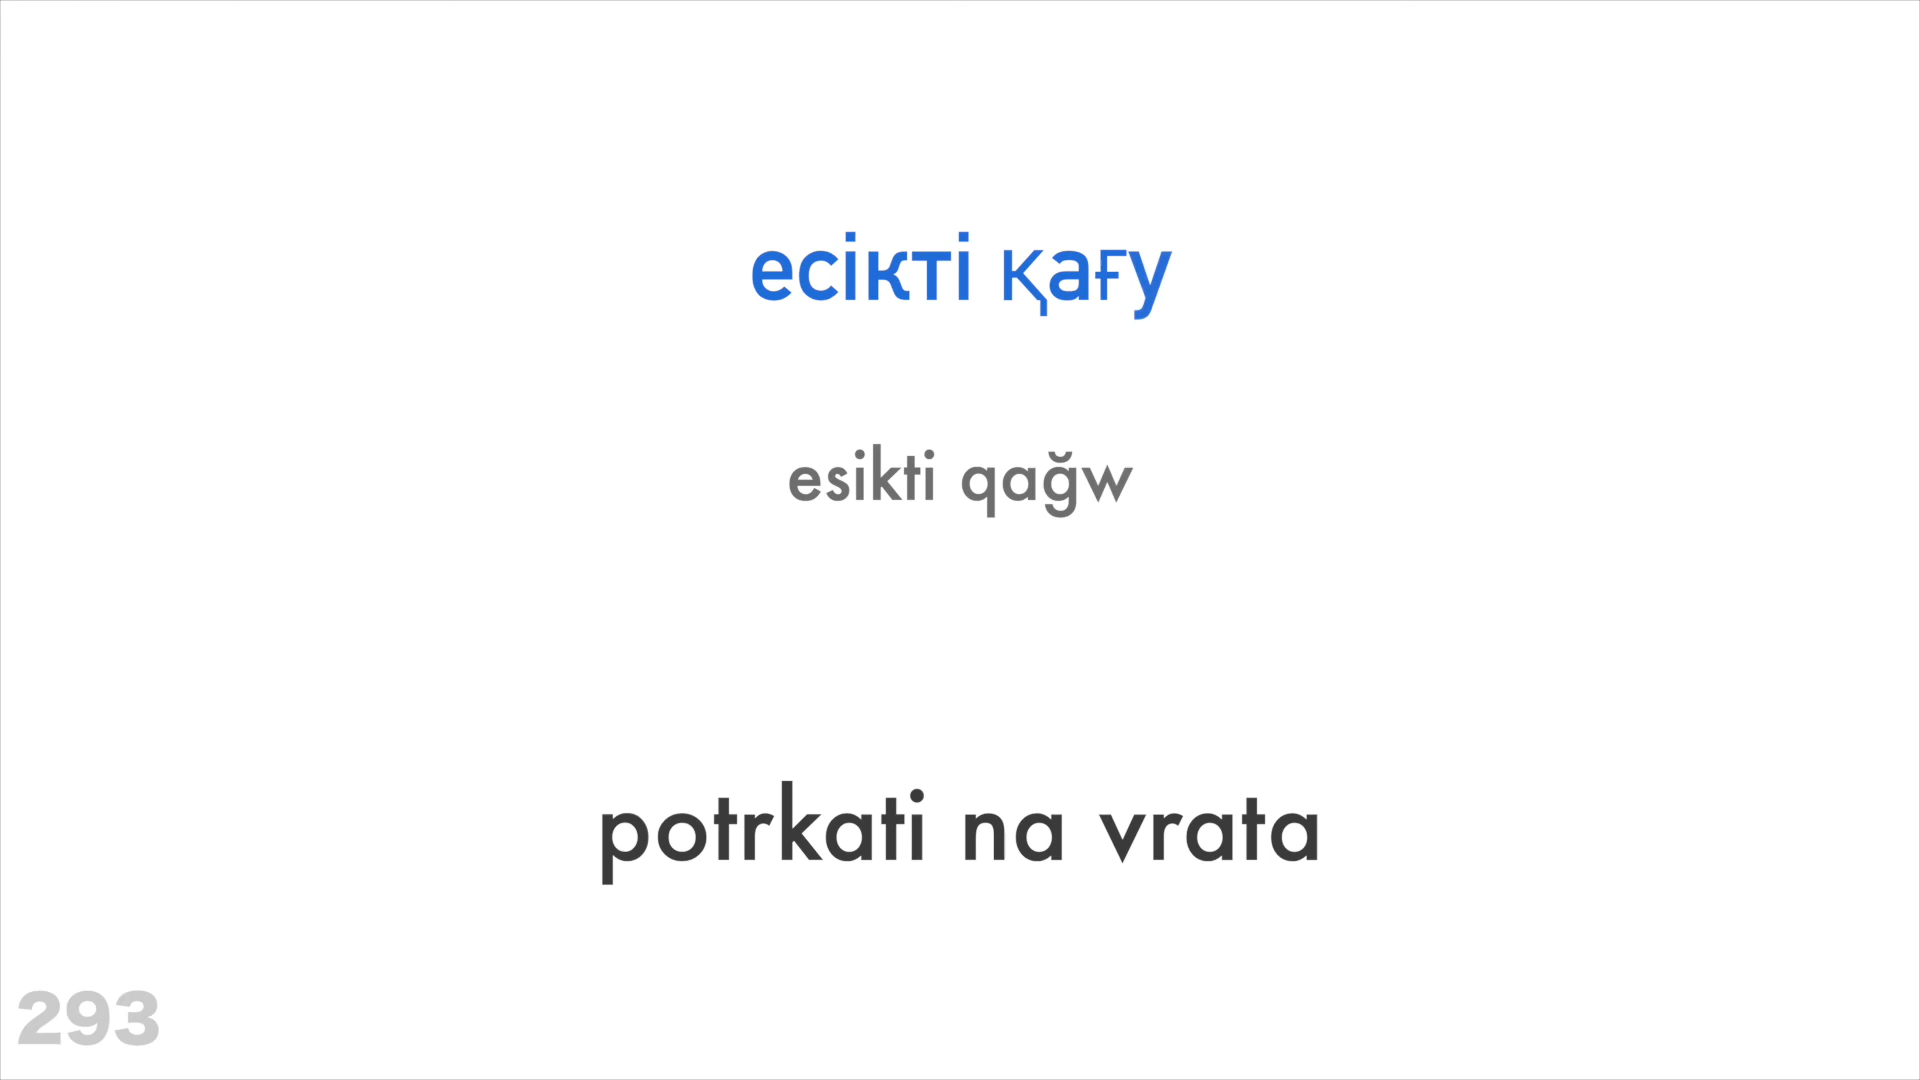 есікті қағу
esikti qağw
potrkati na vrata
293